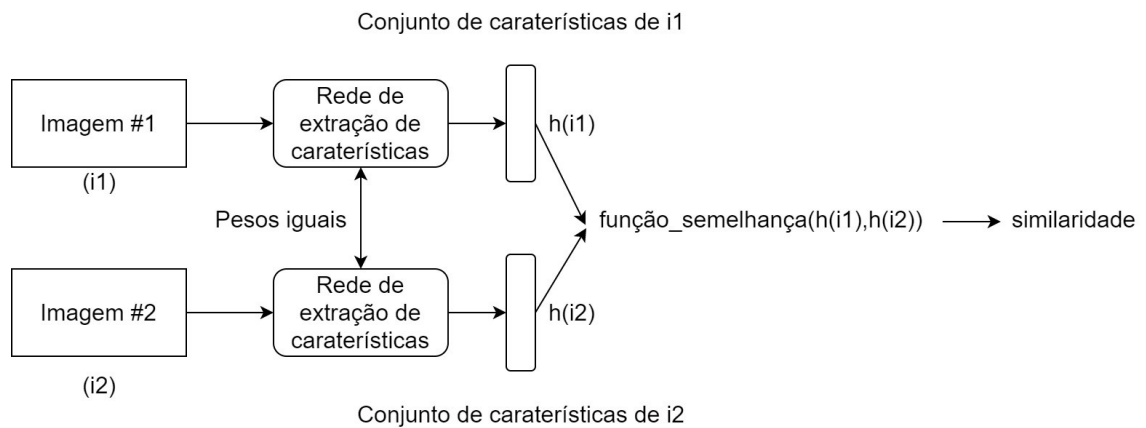 Conjunto de caraterísticas de i1
Imagem #1
(i1)
Rede de
extração de
caraterísticas
h(i1)
Pesos iguais
função_semelhança(h(i1),h(i2))
similaridade
Imagem #2
(i2)
Rede de
extração de
caraterísticas
h(i2)
Conjunto de caraterísticas de i2